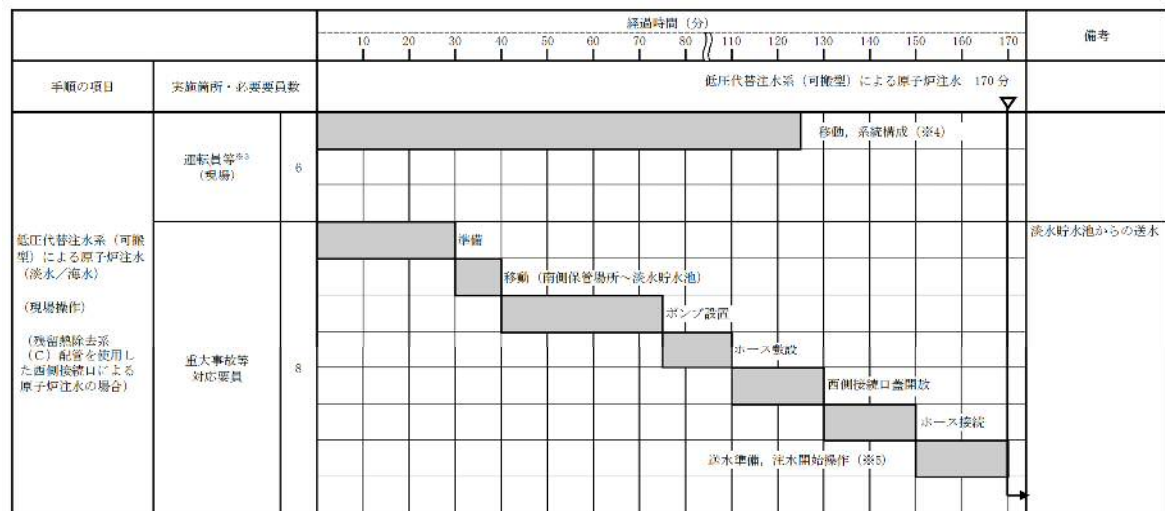 経過時間（分）
備考
10 20 30 40 50 60 70 80 110 120 130 140 150 160 170
手順の項目
実施箇所・必要要員数
低圧代替注水系（可搬型）による原子炉注水 170分
低圧代替注水系（可搬
型）による原子炉注水
（淡水／海水）
（現場操作）
（残留熱除去系
（C）配管を使用し
た西側接続口による
原子炉注水の場合）
運転員等※3
（現場）
6
移動，系統構成（※4）
重大事故等
対応要員
8
準備
移動（南側保管場所～淡水貯水池）
ポンプ設置
ホース敷設
西側接続口蓋開放
ホース接続
送水準備，注水開始操作（※5）
淡水貯水池からの送水